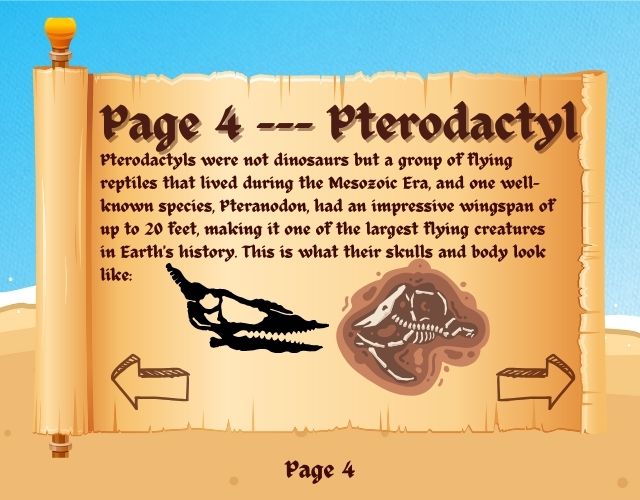 Page 4 --- Pterodactyl
Pterodactyls were not dinosaurs but a group of flying
reptiles that lived during the Mesozoic Era, and one well-
known species, Pteranodon, had an impressive wingspan of
up to 20 feet, making it one of the largest flying creatures
in Earth's history. This is what their skulls and body look
like:
Page 4